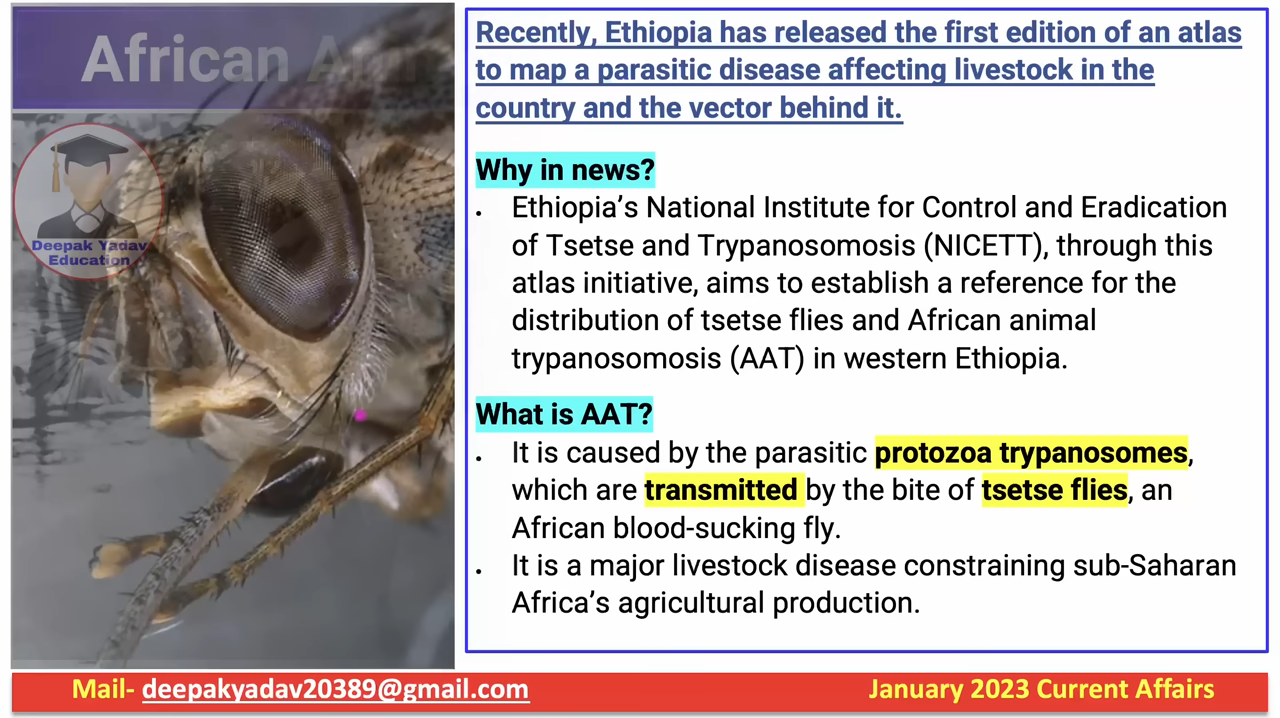 African An
Deepak Yadav
Education
Recently, Ethiopia has released the first edition of an atlas
to map a parasitic disease affecting livestock in the
country and the vector behind it.
Why in news?
• Ethiopia’s National Institute for Control and Eradication
of Tsetse and Trypanosomosis (NICETT), through this
atlas initiative, aims to establish a reference for the
distribution of tsetse flies and African animal
trypanosomosis (AAT) in western Ethiopia.
What is AAT?
• It is caused by the parasitic protozoa trypanosomes,
which are transmitted by the bite of tsetse flies, an
African blood-sucking fly.
• It is a major livestock disease constraining sub-Saharan
Africa’s agricultural production.
Mail- deepakyadav20389@gmail.com
January 2023 Current Affairs